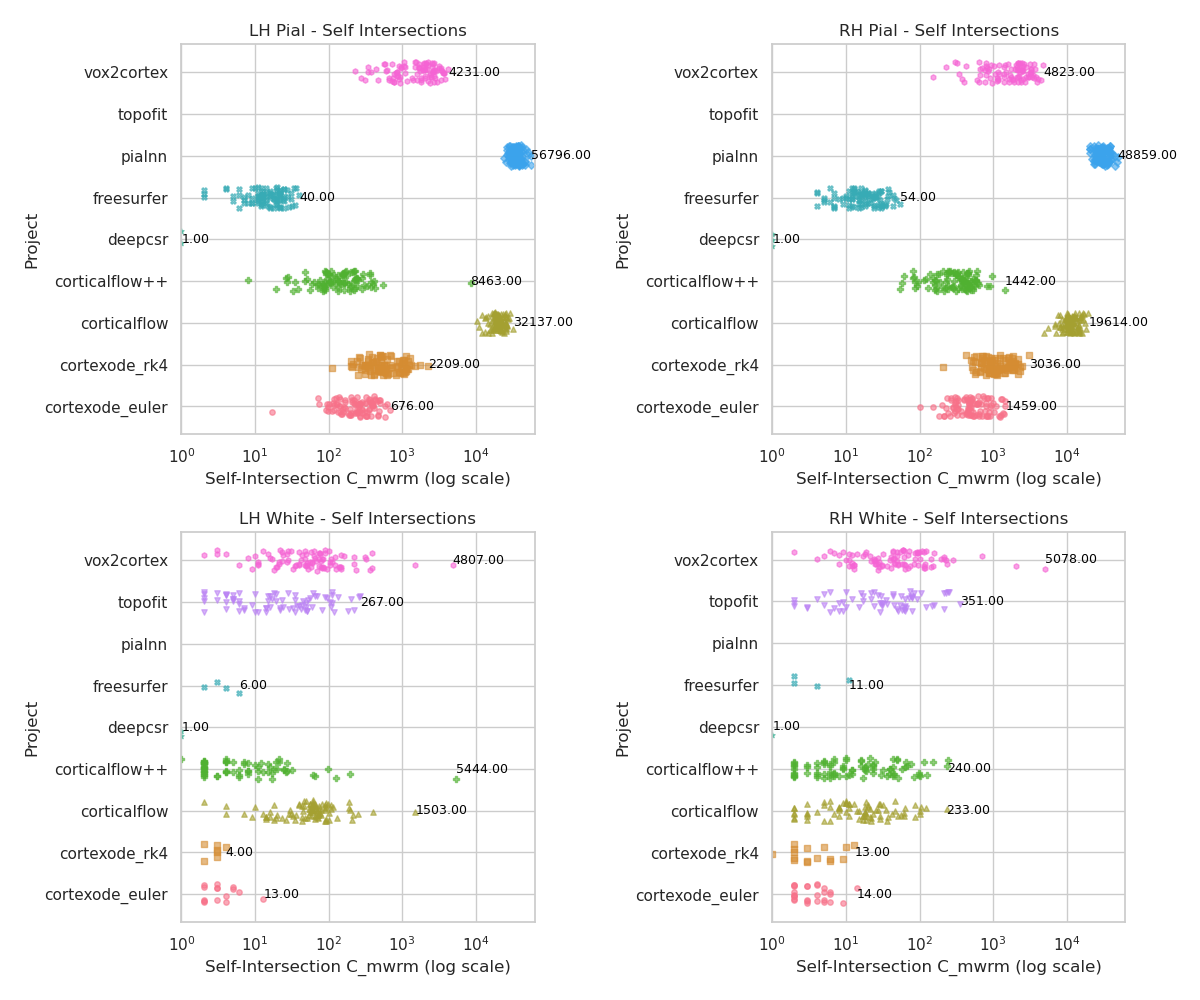 LH Pial - Self Intersections
Project
vox2cortex
topofit
pialnn
freesurfer
deepcsr
corticalflow++
corticalflow
cortexode_rk4
cortexode_euler
4231.00
56796.00
40.00
1.00
8463.00
32137.00
2209.00
676.00
10^0 10^1 10^2 10^3 10^4
Self-Intersection C_mwrm (log scale)
RH Pial - Self Intersections
Project
vox2cortex
topofit
pialnn
freesurfer
deepcsr
corticalflow++
corticalflow
cortexode_rk4
cortexode_euler
4823.00
48859.00
54.00
1.00
1442.00
19614.00
3036.00
1459.00
10^0 10^1 10^2 10^3 10^4
Self-Intersection C_mwrm (log scale)
LH White - Self Intersections
Project
vox2cortex
topofit
pialnn
freesurfer
deepcsr
corticalflow++
corticalflow
cortexode_rk4
cortexode_euler
4807.00
267.00
6.00
1.00
5444.00
1503.00
4.00
13.00
10^0 10^1 10^2 10^3 10^4
Self-Intersection C_mwrm (log scale)
RH White - Self Intersections
Project
vox2cortex
topofit
pialnn
freesurfer
deepcsr
corticalflow++
corticalflow
cortexode_rk4
cortexode_euler
5078.00
351.00
11.00
1.00
240.00
233.00
13.00
14.00
10^0 10^1 10^2 10^3 10^4
Self-Intersection C_mwrm (log scale)